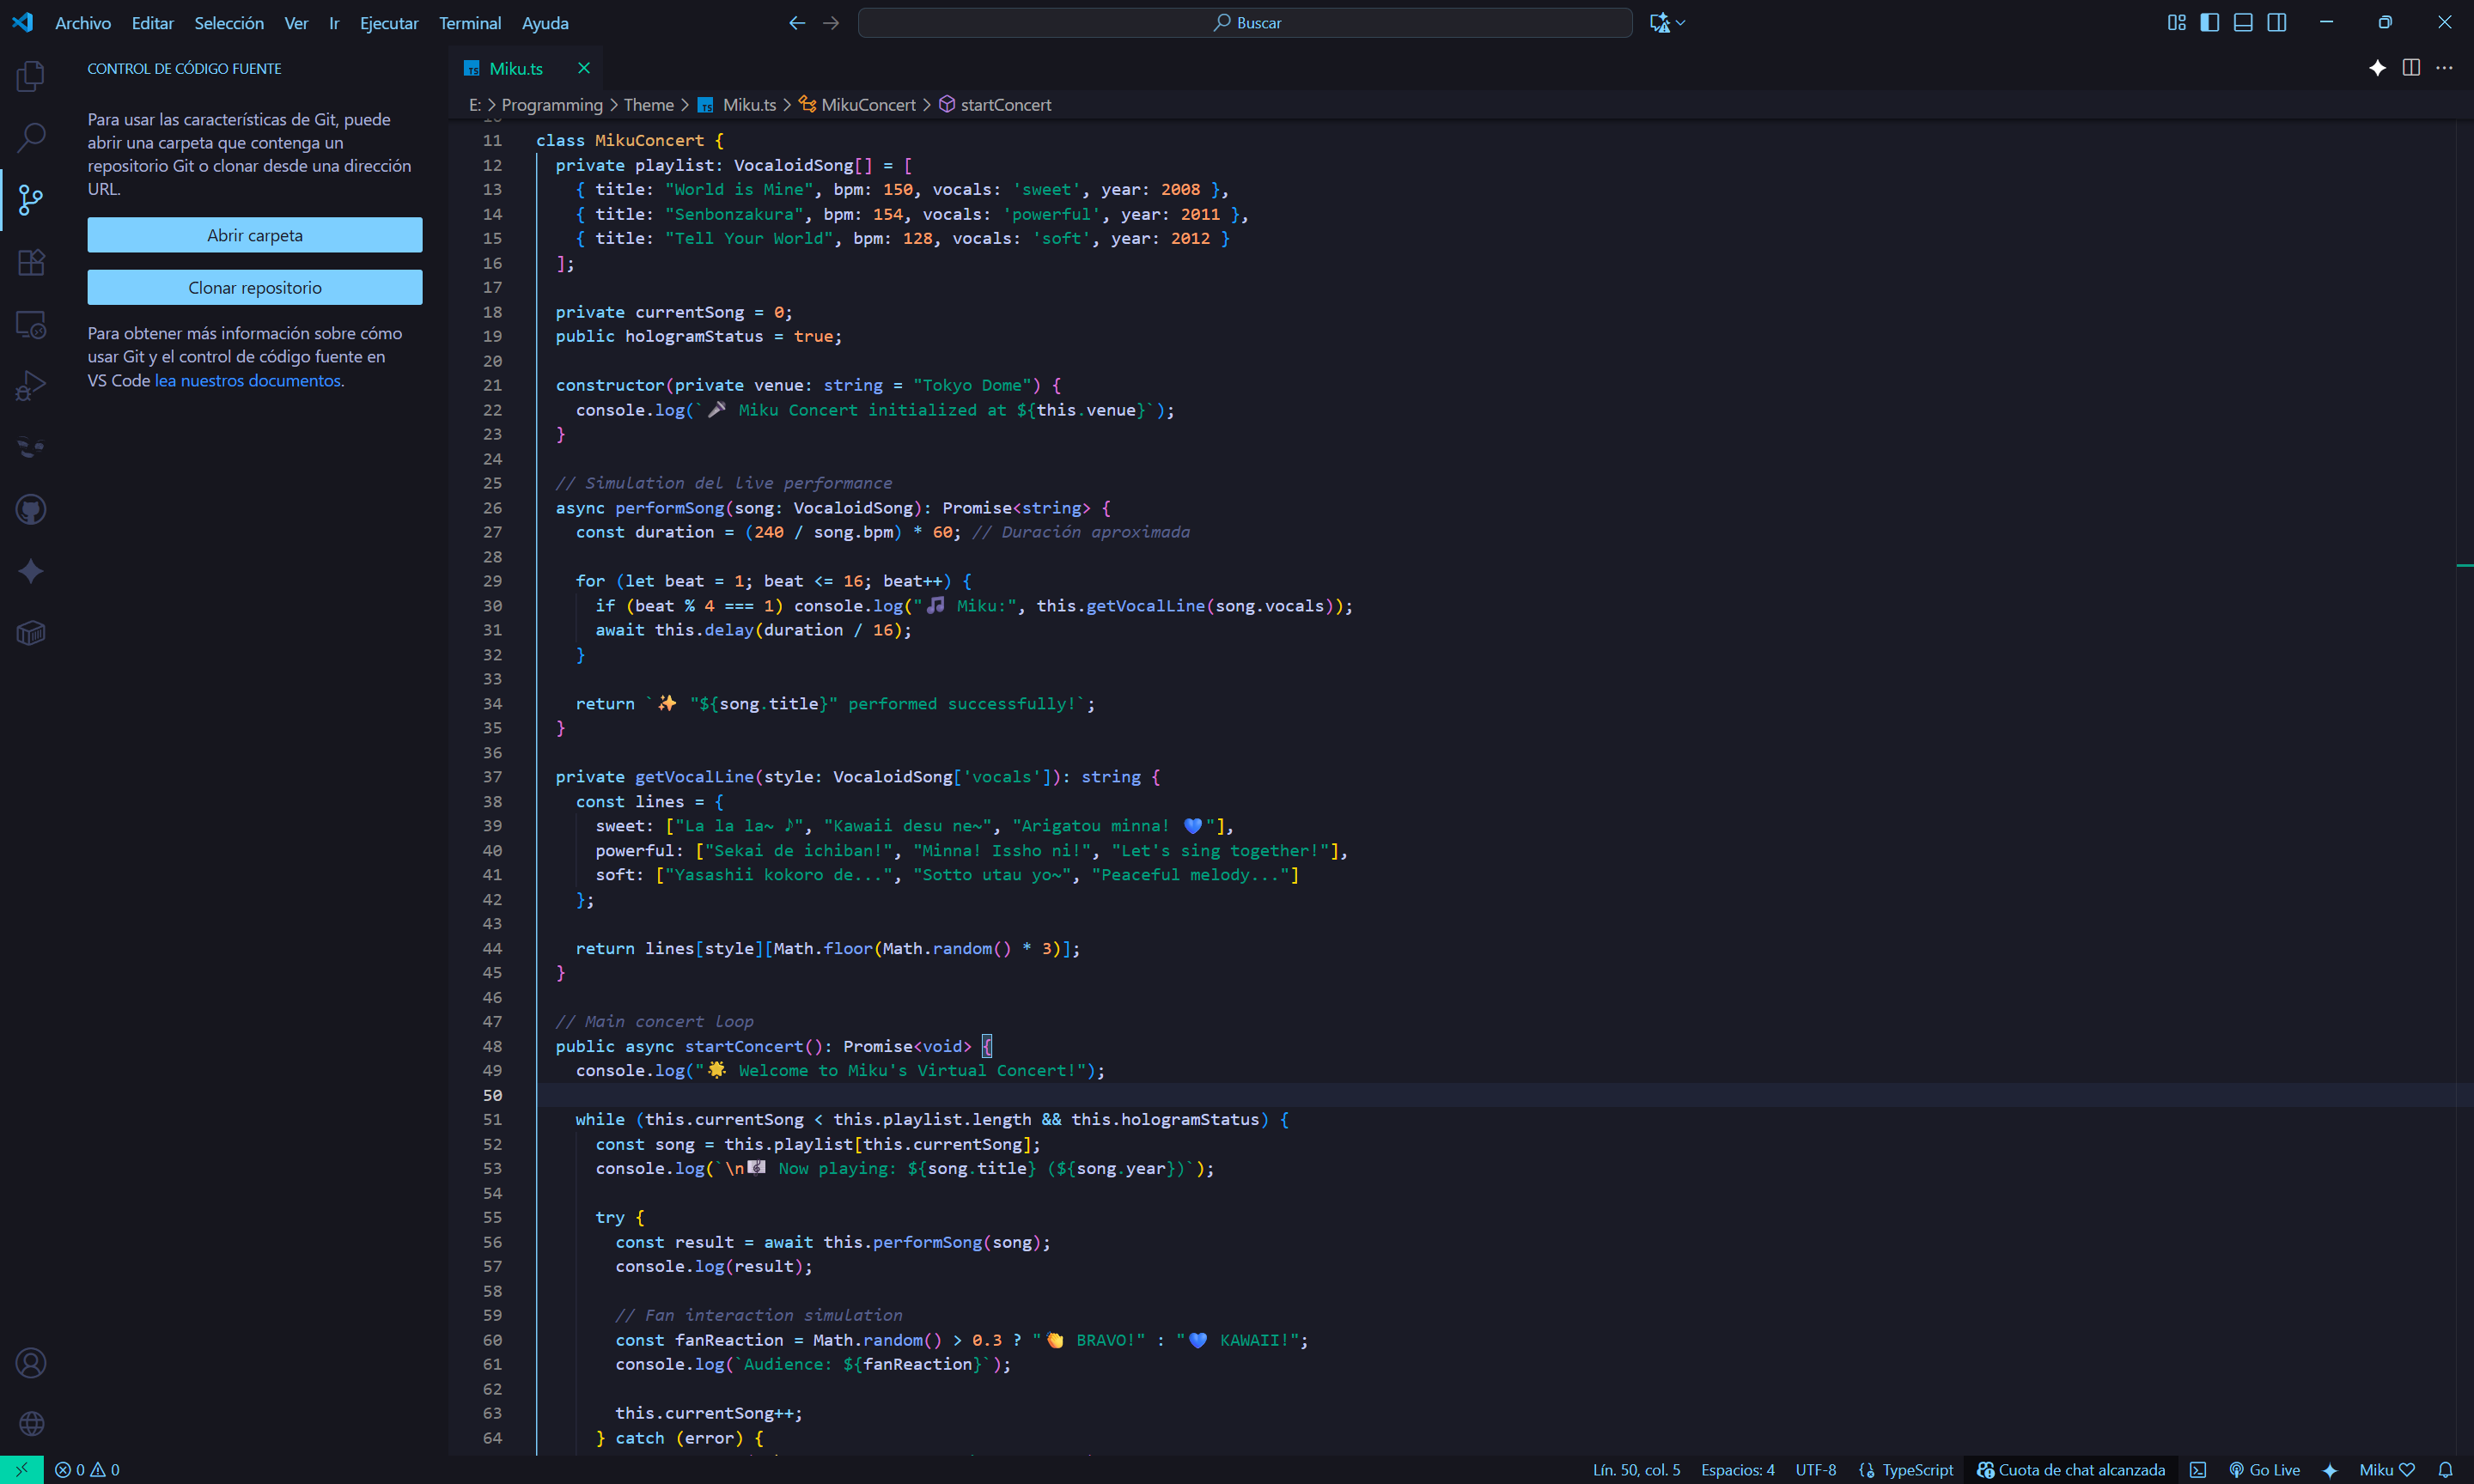 Archivo Editar Selección Ver Ir Ejecutar Terminal Ayuda
Buscar
CONTROL DE CÓDIGO FUENTE
Para usar las características de Git, puede
abrir una carpeta que contenga un
repositorio Git o clonar desde una dirección
URL.
Abrir carpeta
Clonar repositorio
Para obtener más información sobre cómo
usar Git y el control de código fuente en
VS Code lea nuestros documentos.
TS Miku.ts
E: > Programming > Theme > TS Miku.ts > MikuConcert > startConcert
11 class MikuConcert {
12 private playlist: VocaloidSong[] = [
13 { title: "World is Mine", bpm: 150, vocals: 'sweet', year: 2008 },
14 { title: "Senbonzakura", bpm: 154, vocals: 'powerful', year: 2011 },
15 { title: "Tell Your World", bpm: 128, vocals: 'soft', year: 2012 }
16 ];
17
18 private currentSong = 0;
19 public hologramStatus = true;
20
21 constructor(private venue: string = "Tokyo Dome") {
22 console.log(`🎤 Miku Concert initialized at ${this.venue}`);
23 }
24
25 // Simulation del live performance
26 async performSong(song: VocaloidSong): Promise<string> {
27 const duration = (240 / song.bpm) * 60; // Duración aproximada
28
29 for (let beat = 1; beat <= 16; beat++) {
30 if (beat % 4 === 1) console.log("🎵 Miku:", this.getVocalLine(song.vocals));
31 await this.delay(duration / 16);
32 }
33
34 return `✨ "${song.title}" performed successfully!`;
35 }
36
37 private getVocalLine(style: VocaloidSong['vocals']): string {
38 const lines = {
39 sweet: ["La la la~ ♪", "Kawaii desu ne~", "Arigatou minna! 💙"],
40 powerful: ["Sekai de ichiban!", "Minna! Issho ni!", "Let's sing together!"],
41 soft: ["Yasashii kokoro de...", "Sotto utau yo~", "Peaceful melody..."]
42 };
43
44 return lines[style][Math.floor(Math.random() * 3)];
45 }
46
47 // Main concert loop
48 public async startConcert(): Promise<void> {
49 console.log("🌟 Welcome to Miku's Virtual Concert!");
50
51 while (this.currentSong < this.playlist.length && this.hologramStatus) {
52 const song = this.playlist[this.currentSong];
53 console.log(`\n🎼 Now playing: ${song.title} (${song.year})`);
54
55 try {
56 const result = await this.performSong(song);
57 console.log(result);
58
59 // Fan interaction simulation
60 const fanReaction = Math.random() > 0.3 ? "👏 BRAVO!" : "💙 KAWAII!";
61 console.log(`Audience: ${fanReaction}`);
62
63 this.currentSong++;
64 } catch (error) {
0 0
Lín. 50, col. 5 Espacios: 4 UTF-8 {} TypeScript Cuota de chat alcanzada Go Live Miku ♡